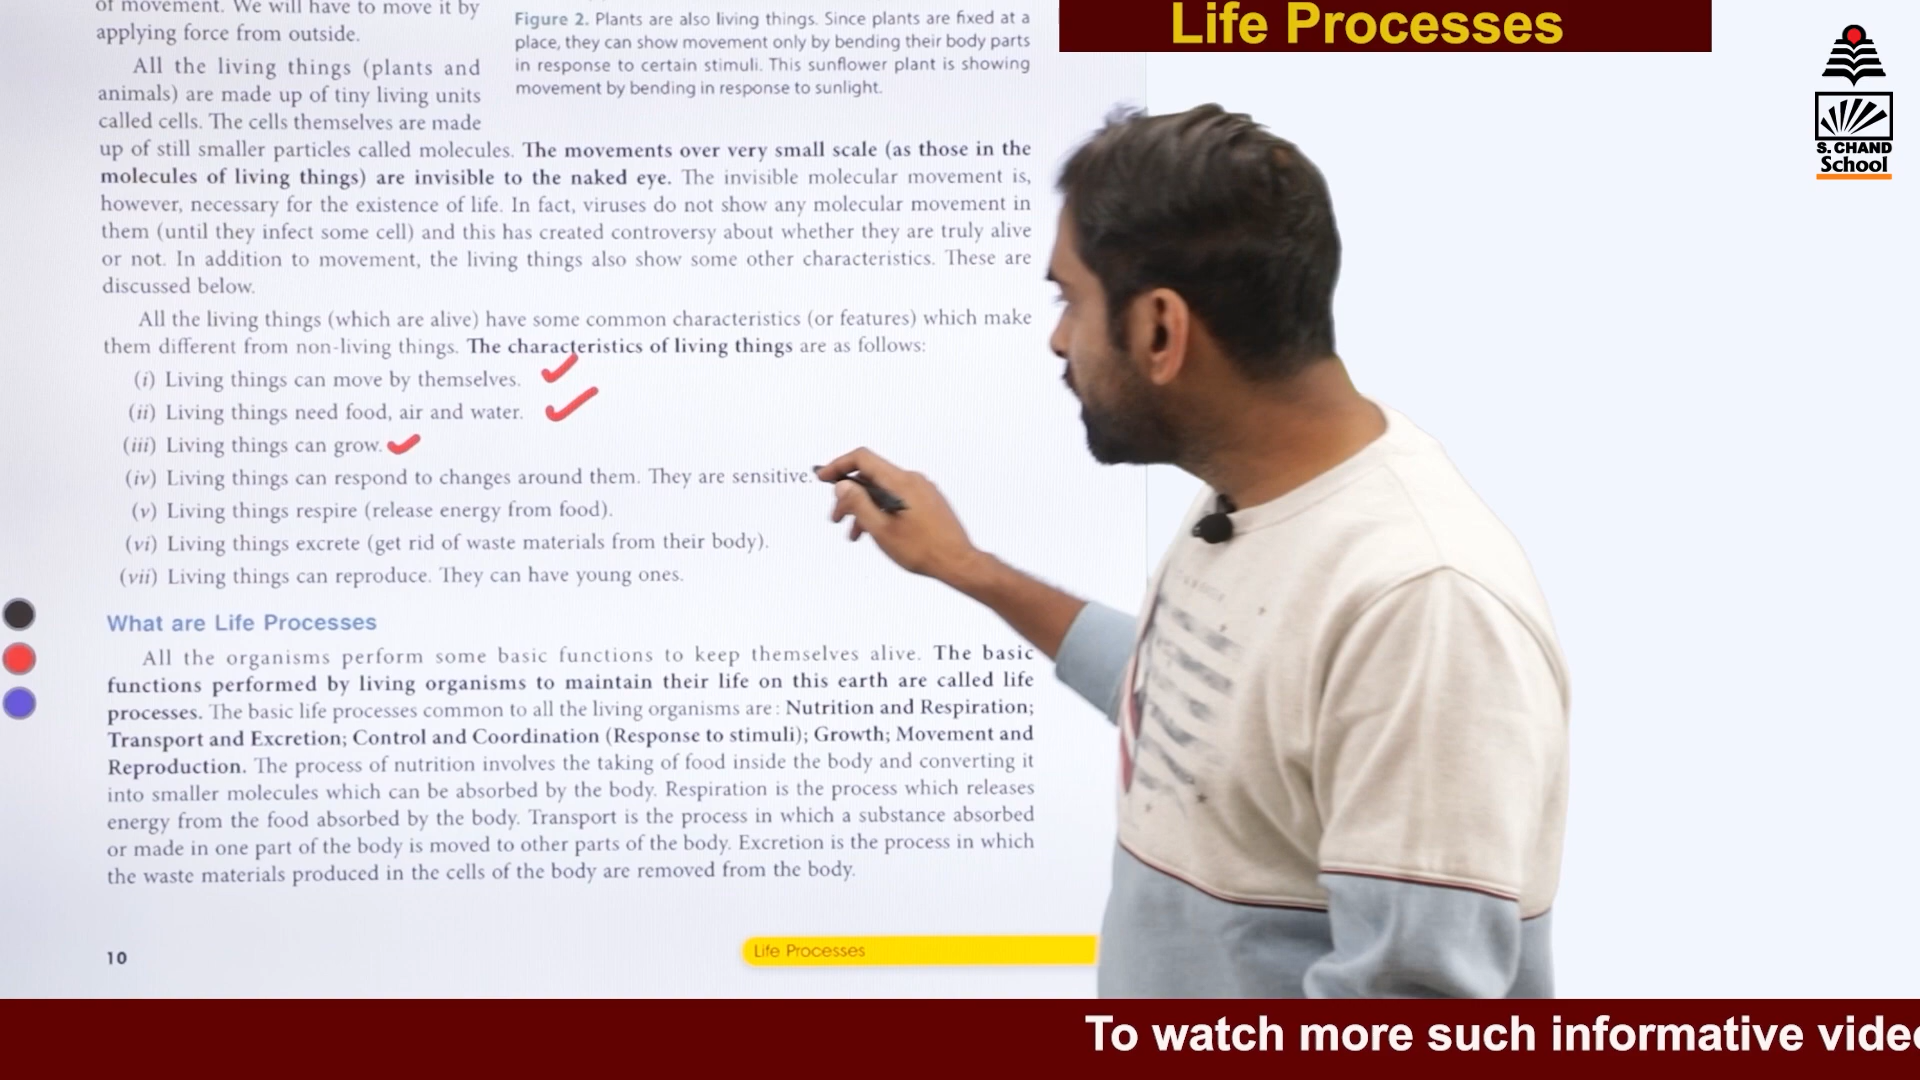 of movement. We will have to move it by
applying force from outside.
All the living things (plants and
animals) are made up of tiny living units
called cells. The cells themselves are made
Figure 2. Plants are also living things. Since plants are fixed at a
place, they can show movement only by bending their body parts
in response to certain stimuli. This sunflower plant is showing
movement by bending in response to sunlight.
up of still smaller particles called molecules. The movements over very small scale (as those in the
molecules of living things) are invisible to the naked eye. The invisible molecular movement is,
however, necessary for the existence of life. In fact, viruses do not show any molecular movement in
them (until they infect some cell) and this has created controversy about whether they are truly alive
or not. In addition to movement, the living things also show some other characteristics. These are
discussed below.
All the living things (which are alive) have some common characteristics (or features) which make
them different from non-living things. The characteristics of living things are as follows:
(i) Living things can move by themselves.
(ii) Living things need food, air and water.
(iii) Living things can grow.
(iv) Living things can respond to changes around them. They are sensitive.
(v) Living things respire (release energy from food).
(vi) Living things excrete (get rid of waste materials from their body).
(vii) Living things can reproduce. They can have young ones.
What are Life Processes
All the organisms perform some basic functions to keep themselves alive. The basic
functions performed by living organisms to maintain their life on this earth are called life
processes. The basic life processes common to all the living organisms are : Nutrition and Respiration;
Transport and Excretion; Control and Coordination (Response to stimuli); Growth; Movement and
Reproduction. The process of nutrition involves the taking of food inside the body and converting it
into smaller molecules which can be absorbed by the body. Respiration is the process which releases
energy from the food absorbed by the body. Transport is the process in which a substance absorbed
or made in one part of the body is moved to other parts of the body. Excretion is the process in which
the waste materials produced in the cells of the body are removed from the body.
10
Life Processes
Life Processes
S. CHAND
School
To watch more such informative vide